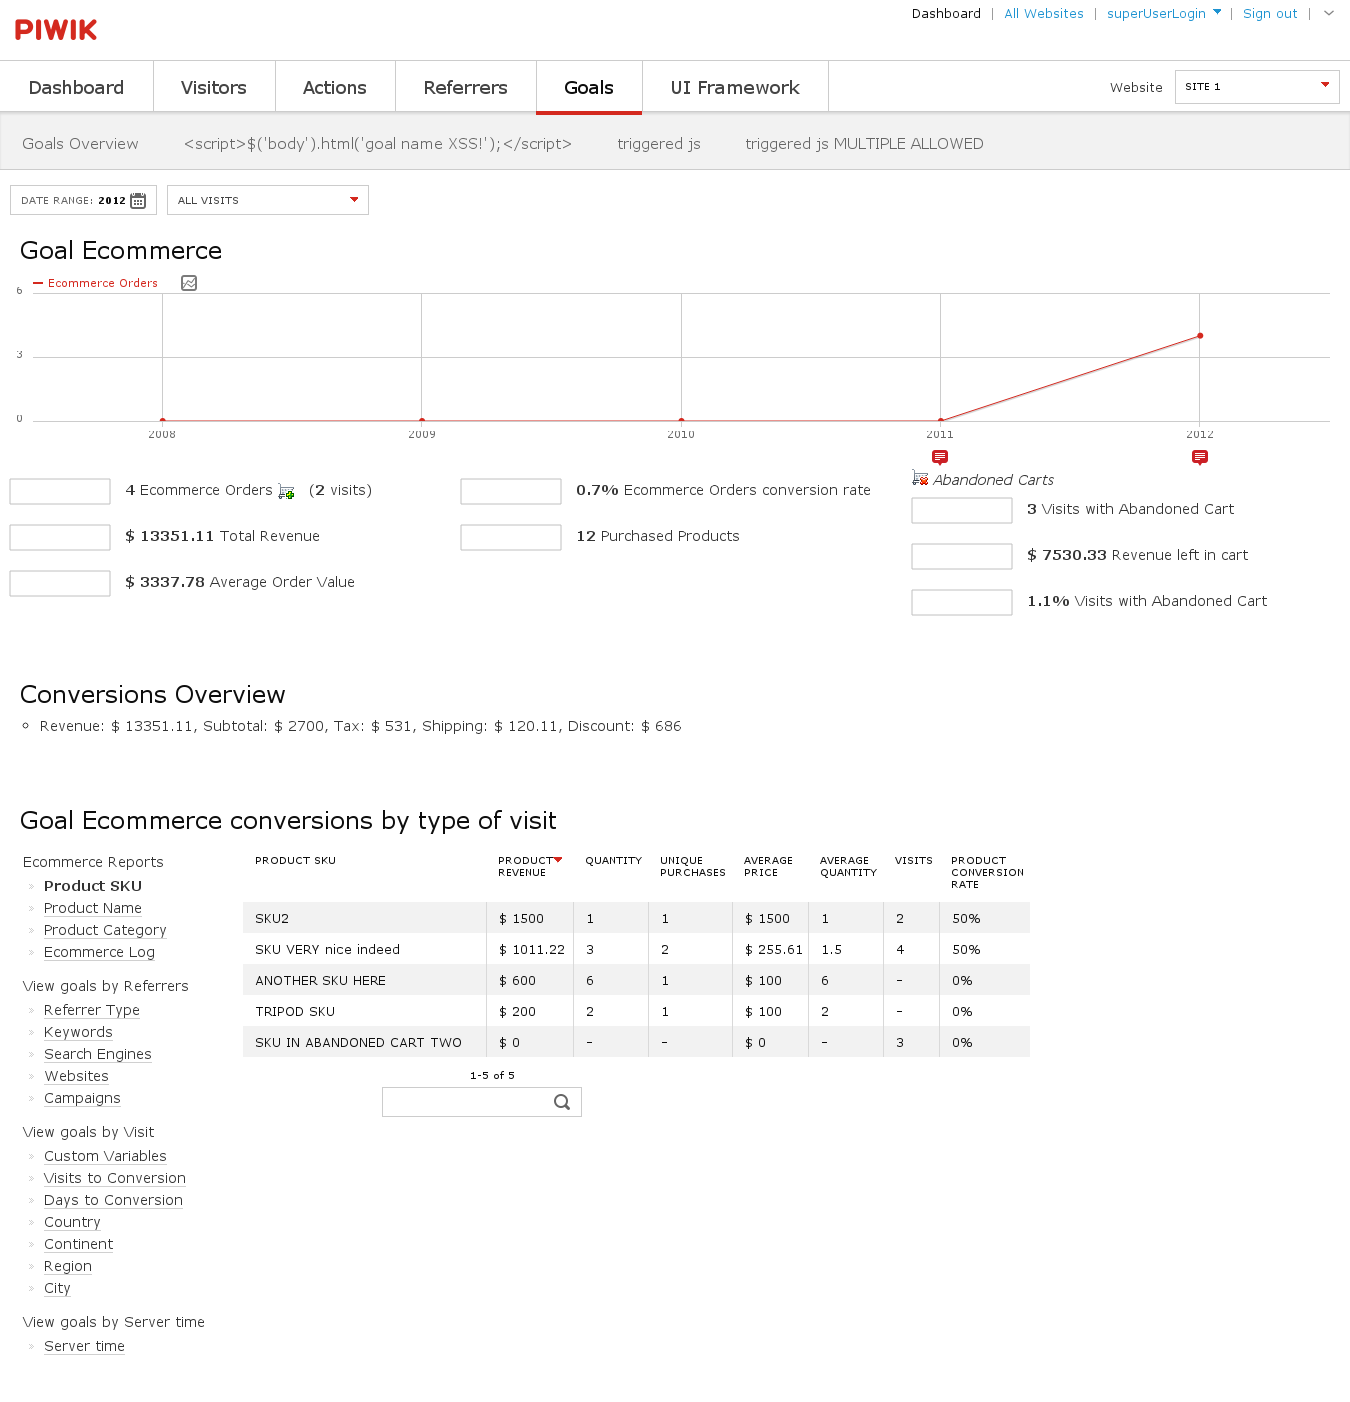 PIWIK
Dashboard | All Websites | superUserLogin | Sign out |
Dashboard Visitors Actions Referrers Goals UI Framework Website SITE 1
Goals Overview <script>$('body').html('goal name XSS!');</script> triggered js triggered js MULTIPLE ALLOWED
DATE RANGE: 2012 ALL VISITS
Goal Ecommerce
Ecommerce Orders
6
3
0
2008 2009 2010 2011 2012
4 Ecommerce Orders (2 visits)
$ 13351.11 Total Revenue
$ 3337.78 Average Order Value
0.7% Ecommerce Orders conversion rate
12 Purchased Products
Abandoned Carts
3 Visits with Abandoned Cart
$ 7530.33 Revenue left in cart
1.1% Visits with Abandoned Cart
Conversions Overview
Revenue: $ 13351.11, Subtotal: $ 2700, Tax: $ 531, Shipping: $ 120.11, Discount: $ 686
Goal Ecommerce conversions by type of visit
Ecommerce Reports
» Product SKU
» Product Name
» Product Category
» Ecommerce Log
View goals by Referrers
» Referrer Type
» Keywords
» Search Engines
» Websites
» Campaigns
View goals by Visit
» Custom Variables
» Visits to Conversion
» Days to Conversion
» Country
» Continent
» Region
» City
View goals by Server time
» Server time
PRODUCT SKU PRODUCT REVENUE QUANTITY UNIQUE PURCHASES AVERAGE PRICE AVERAGE QUANTITY VISITS PRODUCT CONVERSION RATE
SKU2 $ 1500 1 1 $ 1500 1 2 50%
SKU VERY nice indeed $ 1011.22 3 2 $ 255.61 1.5 4 50%
ANOTHER SKU HERE $ 600 6 1 $ 100 6 - 0%
TRIPOD SKU $ 200 2 1 $ 100 2 - 0%
SKU IN ABANDONED CART TWO $ 0 - - $ 0 - 3 0%
1-5 of 5